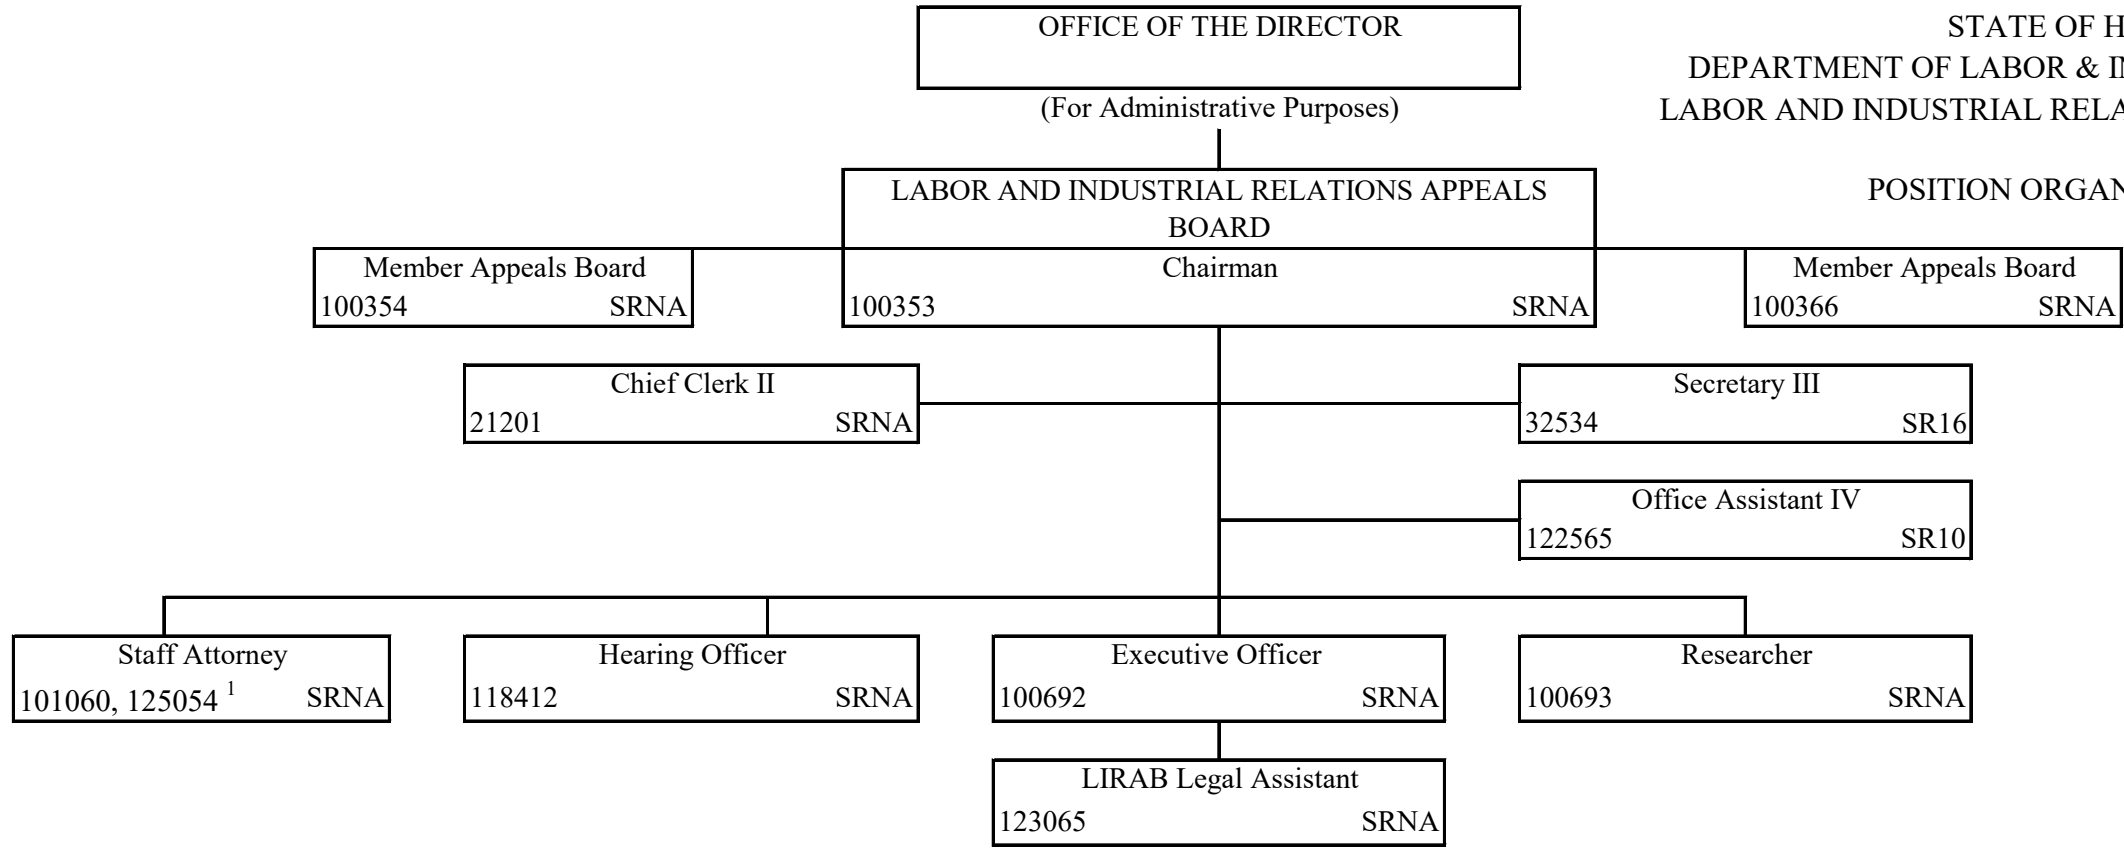 OFFICE OF THE DIRECTOR
(For Administrative Purposes)
STATE OF H
DEPARTMENT OF LABOR & IN
LABOR AND INDUSTRIAL RELA
POSITION ORGAN
LABOR AND INDUSTRIAL RELATIONS APPEALS
BOARD
Member Appeals Board
100354 SRNA
Chairman
100353 SRNA
Member Appeals Board
100366 SRNA
Chief Clerk II
21201 SRNA
Secretary III
32534 SR16
Office Assistant IV
122565 SR10
Staff Attorney
101060, 125054 1 SRNA
Hearing Officer
118412 SRNA
Executive Officer
100692 SRNA
Researcher
100693 SRNA
LIRAB Legal Assistant
123065 SRNA